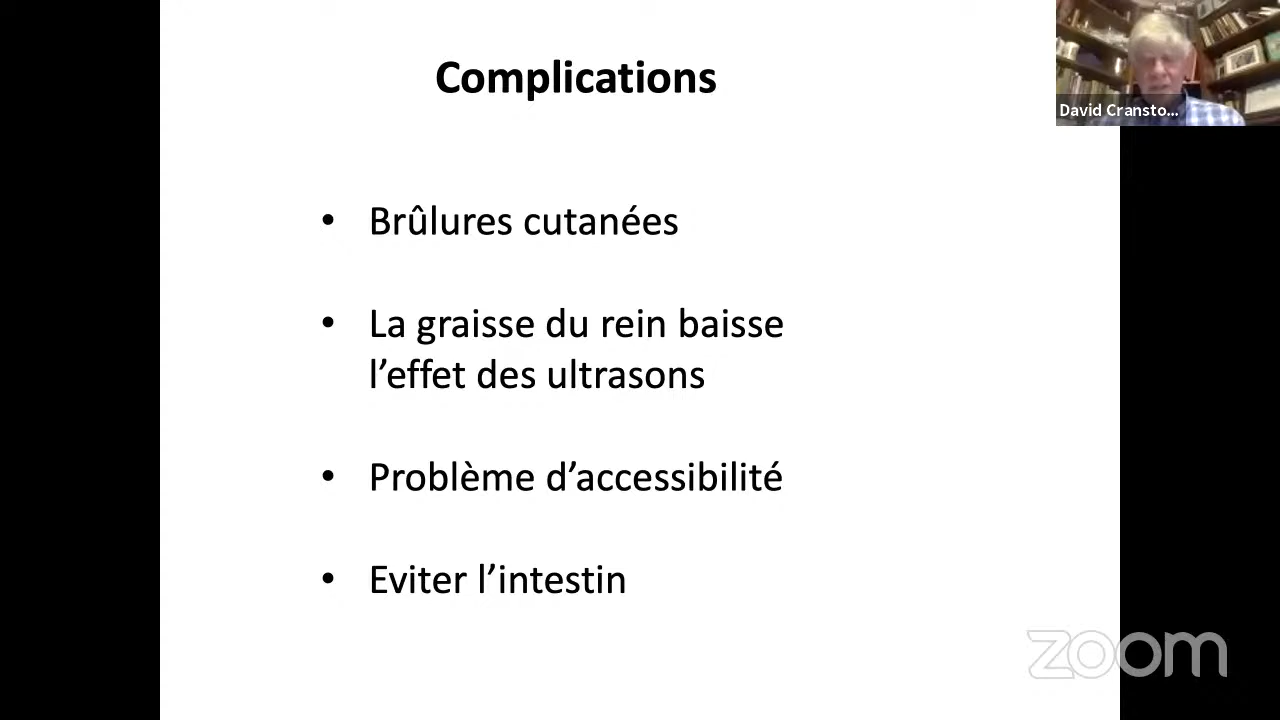 Complications
David Cransto...
• Brûlures cutanées
• La graisse du rein baisse
l’effet des ultrasons
• Problème d’accessibilité
• Eviter l’intestin
zoom